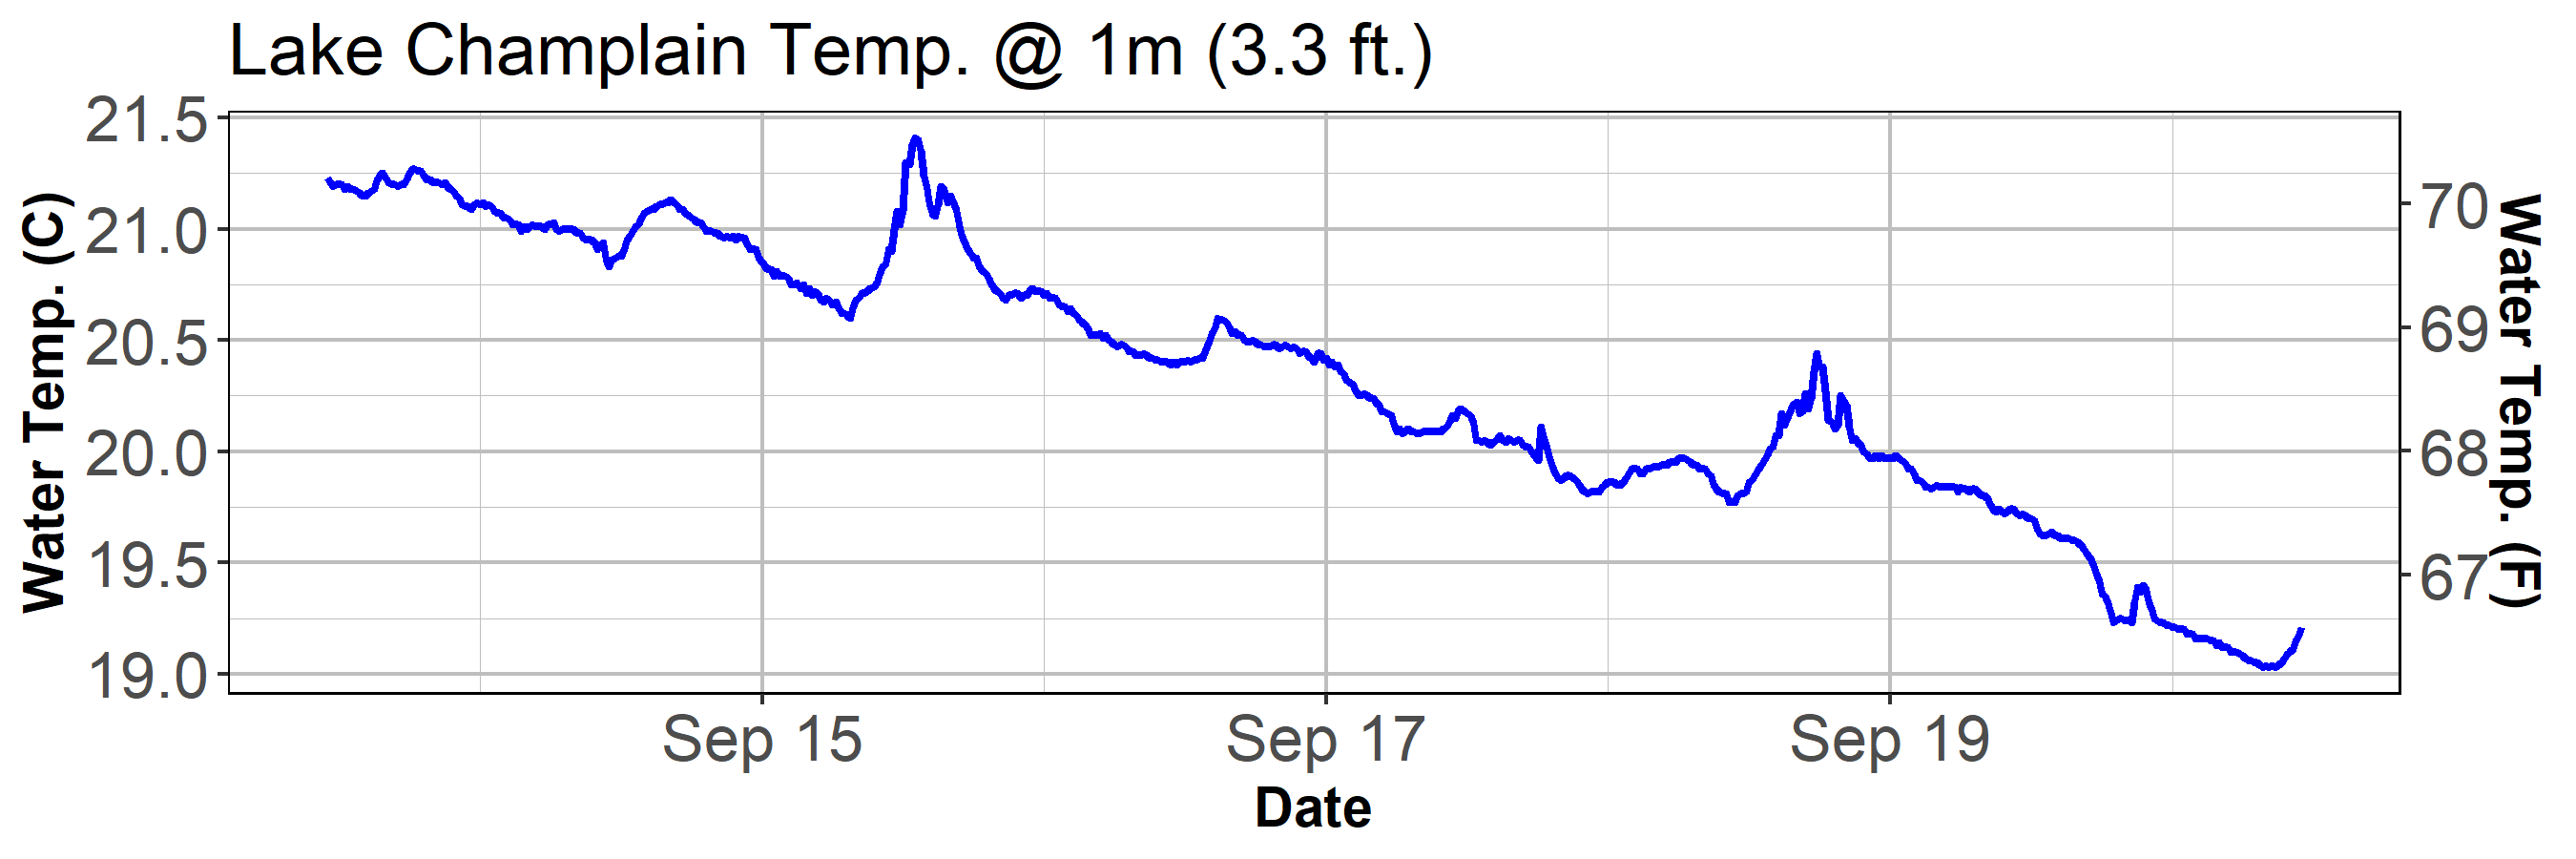 Lake Champlain Temp. @ 1m (3.3 ft.)
Water Temp. (C)
21.5
21.0
20.5
20.0
19.5
19.0
70
69
68
67
Water Temp. (F)
Sep 15
Sep 17
Sep 19
Date